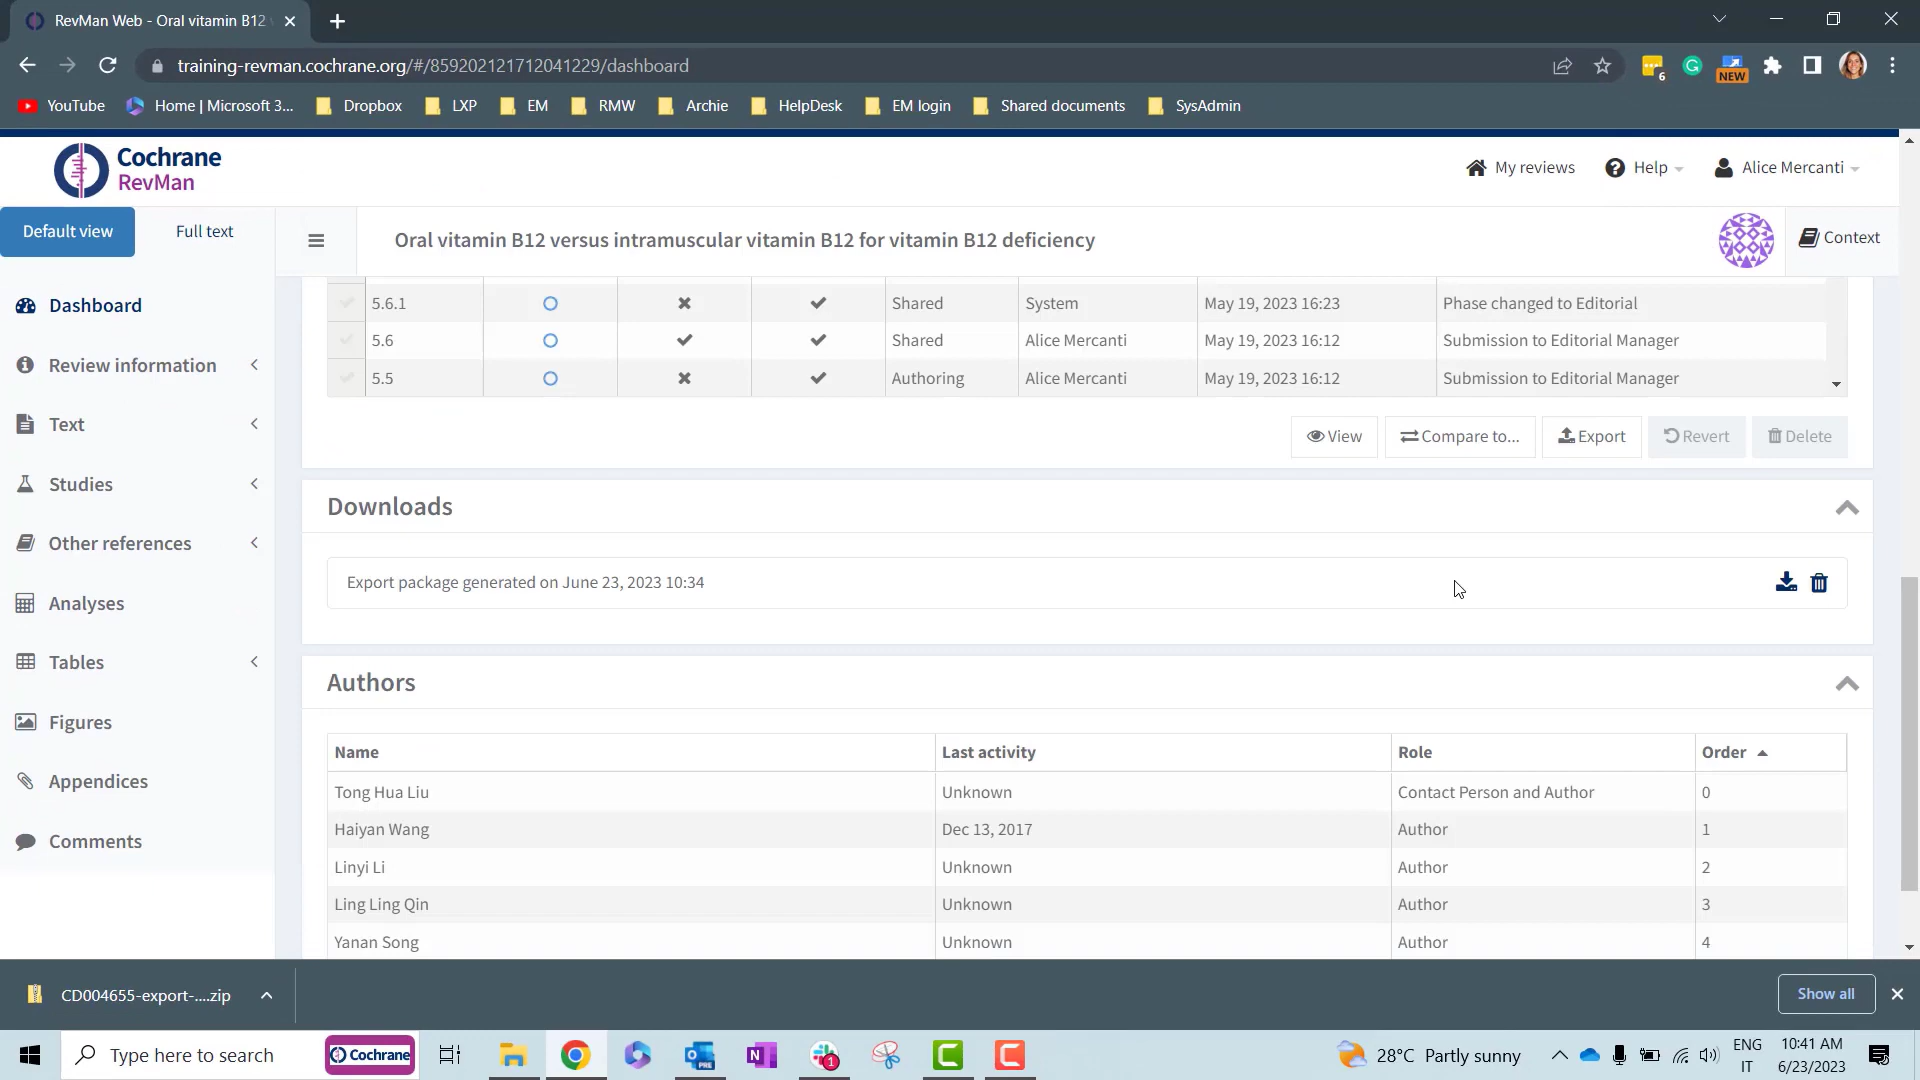 RevMan Web - Oral vitamin B12
training-revman.cochrane.org/#/859202121712041229/dashboard
6
NEW
YouTube
Home | Microsoft 3...
Dropbox
LXP
EM
RMW
Archie
HelpDesk
EM login
Shared documents
SysAdmin
Cochrane
RevMan
My reviews
Help
Alice Mercanti
Default view
Full text
Oral vitamin B12 versus intramuscular vitamin B12 for vitamin B12 deficiency
Context
Dashboard
Review information
Text
Studies
Other references
Analyses
Tables
Figures
Appendices
Comments
5.6.1 Shared System May 19, 2023 16:23 Phase changed to Editorial
5.6 Shared Alice Mercanti May 19, 2023 16:12 Submission to Editorial Manager
5.5 Authoring Alice Mercanti May 19, 2023 16:12 Submission to Editorial Manager
View
Compare to...
Export
Revert
Delete
Downloads
Export package generated on June 23, 2023 10:34
Authors
Name Last activity Role Order
Tong Hua Liu Unknown Contact Person and Author 0
Haiyan Wang Dec 13, 2017 Author 1
Linyi Li Unknown Author 2
Ling Ling Qin Unknown Author 3
Yanan Song Unknown Author 4
CD004655-export-....zip
Show all
Type here to search
Cochrane
PRE
1
28°C Partly sunny
ENG
IT
10:41 AM
6/23/2023